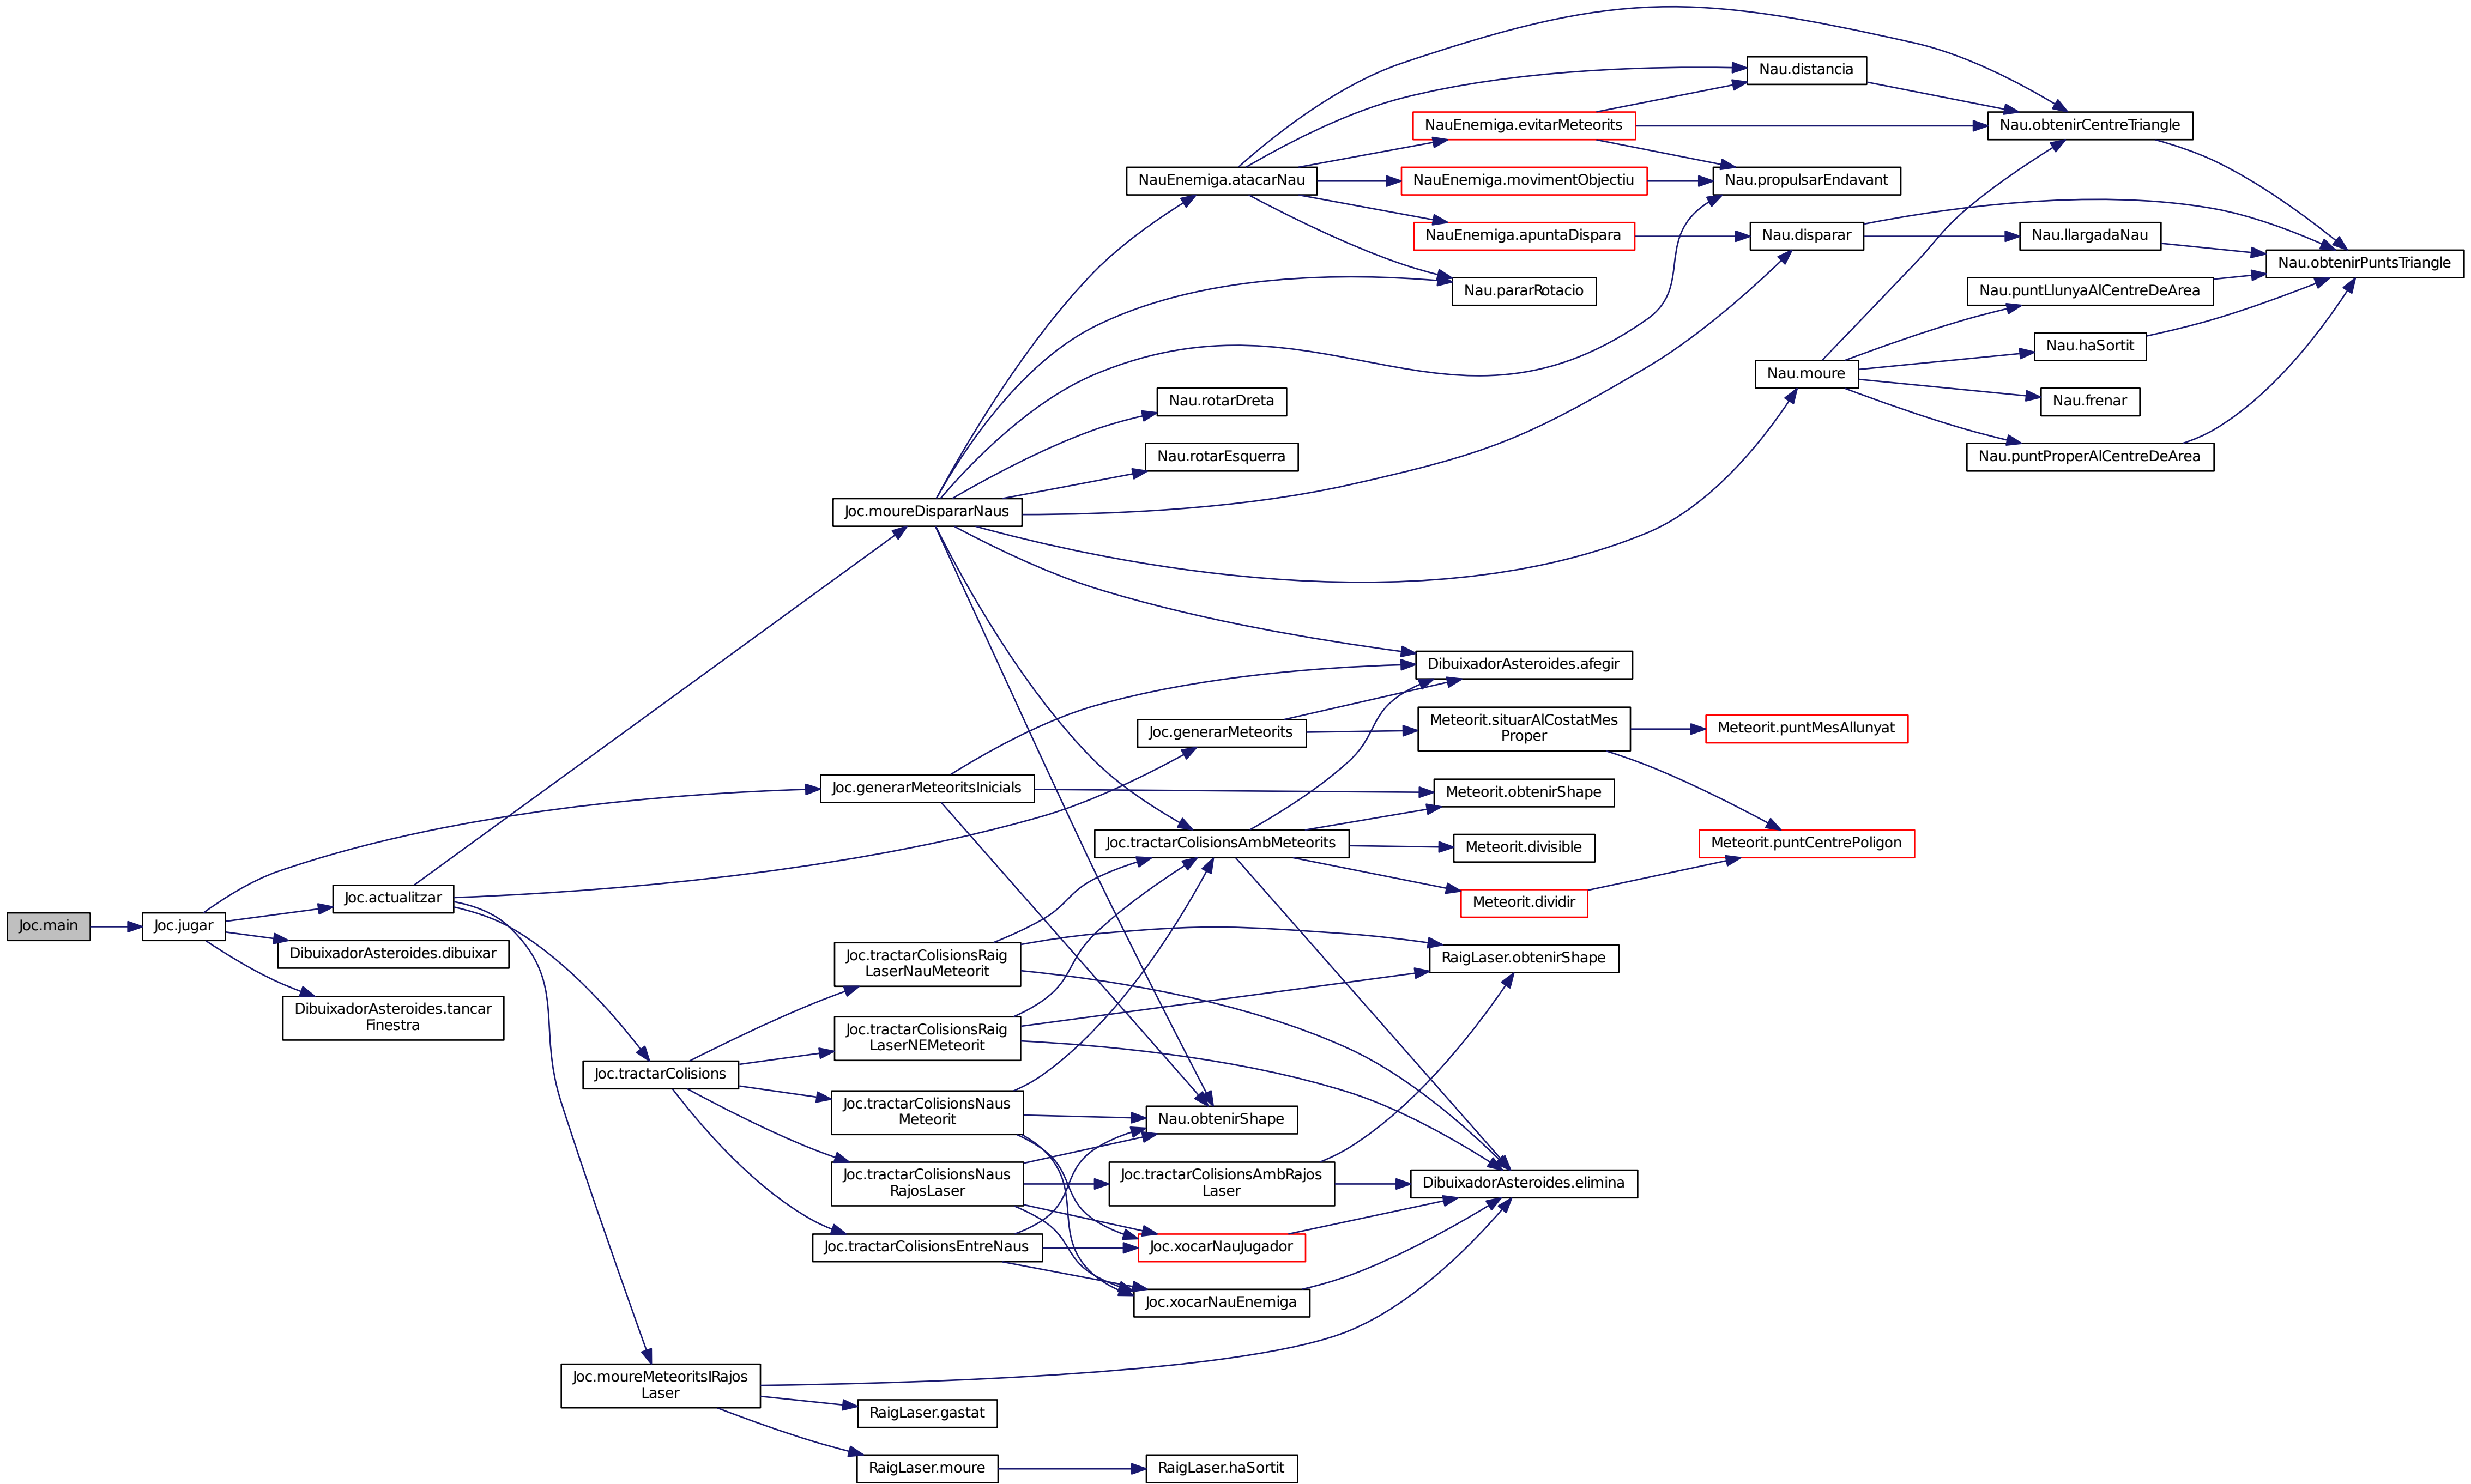 Joc.main
Joc.jugar
Joc.actualitzar
DibuixadorAsteroides.dibuixar
DibuixadorAsteroides.tancar
Finestra
Joc.generarMeteoritsInicials
Joc.moureDispararNaus
Joc.tractarColisions
Joc.moureMeteoritsIRajos
Laser
Joc.tractarColisionsRaig
LaserNauMeteorit
Joc.tractarColisionsRaig
LaserNEMeteorit
Joc.tractarColisionsNaus
Meteorit
Joc.tractarColisionsNaus
RajosLaser
Joc.tractarColisionsEntreNaus
RaigLaser.gastat
RaigLaser.moure
NauEnemiga.atacarNau
Nau.rotarDreta
Nau.rotarEsquerra
Joc.generarMeteorits
Joc.tractarColisionsAmbMeteorits
Nau.obtenirShape
Joc.tractarColisionsAmbRajos
Laser
Joc.xocarNauJugador
Joc.xocarNauEnemiga
RaigLaser.haSortit
NauEnemiga.evitarMeteorits
NauEnemiga.movimentObjectiu
NauEnemiga.apuntaDispara
Nau.pararRotacio
DibuixadorAsteroides.afegir
Meteorit.situarAlCostatMes
Proper
Meteorit.obtenirShape
Meteorit.divisible
Meteorit.dividir
RaigLaser.obtenirShape
DibuixadorAsteroides.elimina
Nau.distancia
Nau.propulsarEndavant
Nau.disparar
Nau.moure
Meteorit.puntMesAllunyat
Meteorit.puntCentrePoligon
Nau.obtenirCentreTriangle
Nau.llargadaNau
Nau.puntLlunyaAlCentreDeArea
Nau.haSortit
Nau.frenar
Nau.puntProperAlCentreDeArea
Nau.obtenirPuntsTriangle